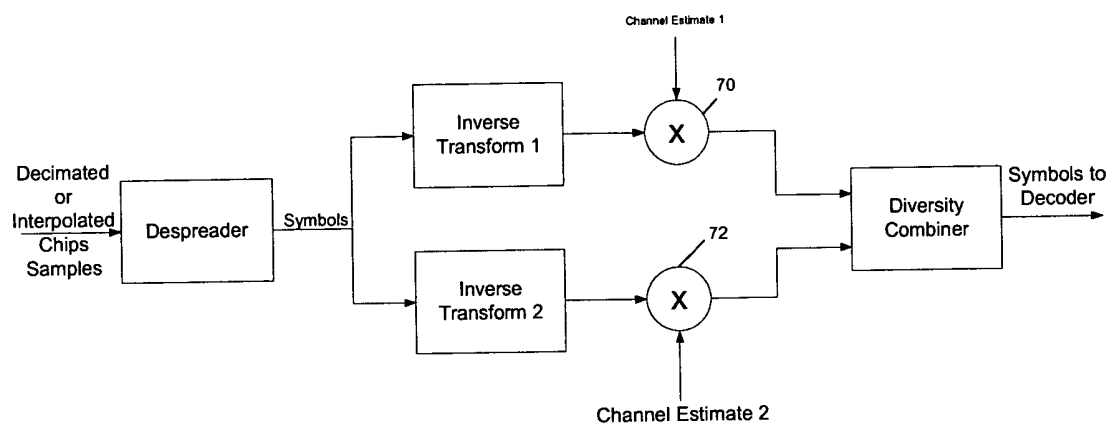 Channel Estimate 1
70
X
Inverse
Transform 1
Decimated
or
Interpolated
Chips
Samples
Despreader
Symbols
Diversity
Combiner
Symbols to
Decoder
72
X
Inverse
Transform 2
Channel Estimate 2